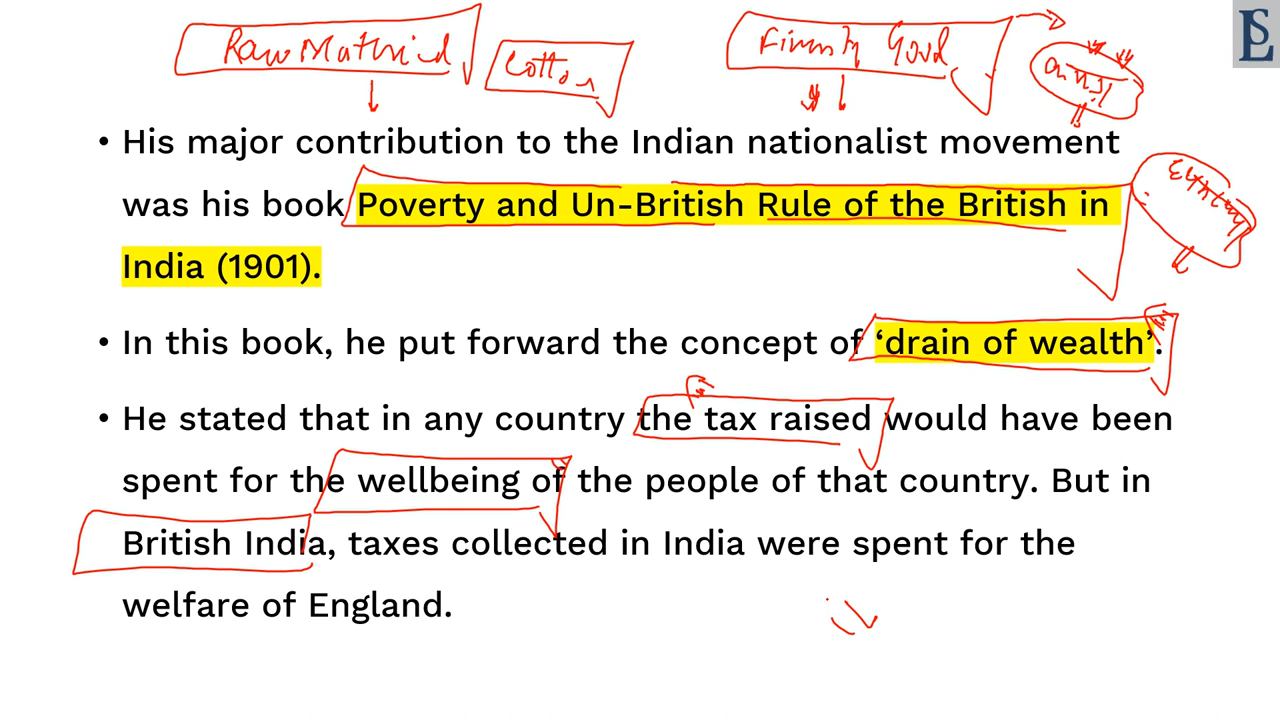 Raw Material
Cotton
Good
• His major contribution to the Indian nationalist movement
was his book Poverty and Un-British Rule of the British in
India (1901).
• In this book, he put forward the concept of ‘drain of wealth’.
• He stated that in any country the tax raised would have been
spent for the wellbeing of the people of that country. But in
British India, taxes collected in India were spent for the
welfare of England.